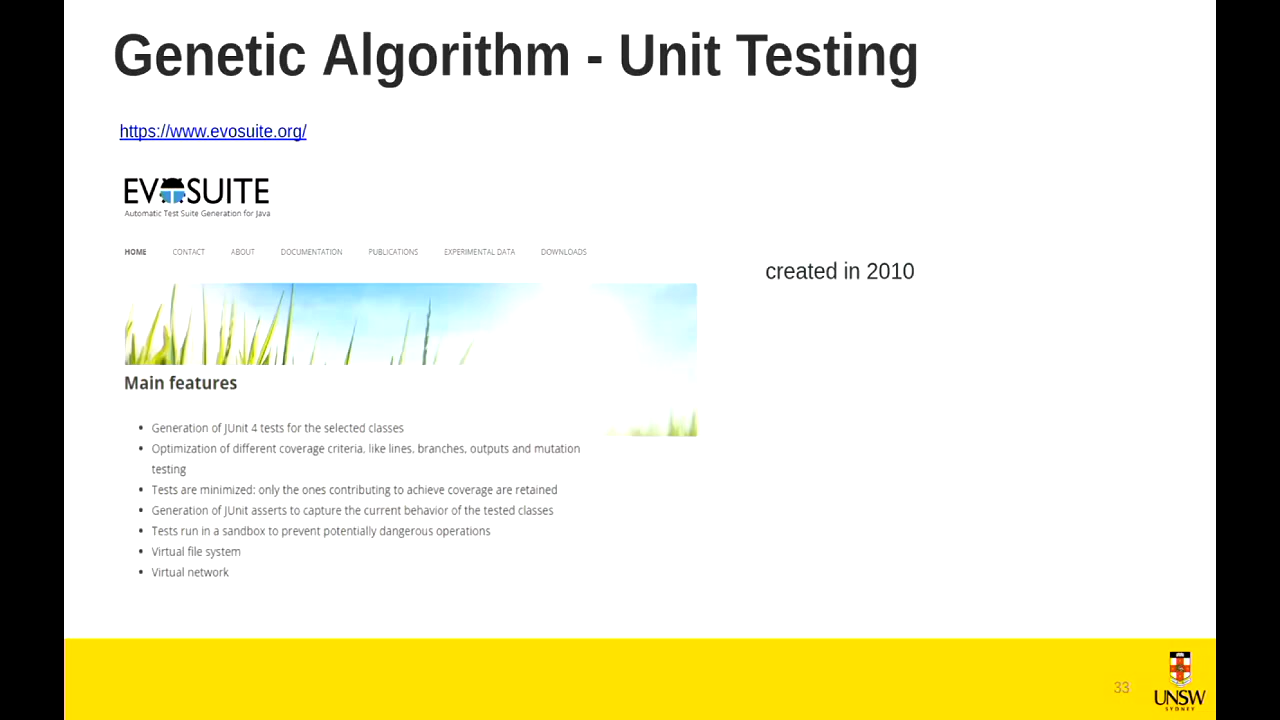 Genetic Algorithm - Unit Testing
https://www.evosuite.org/
EVOSUITE
Automatic Test Suite Generation for Java
HOME CONTACT ABOUT DOCUMENTATION PUBLICATIONS EXPERIMENTAL DATA DOWNLOADS
created in 2010
Main features
• Generation of JUnit 4 tests for the selected classes
• Optimization of different coverage criteria, like lines, branches, outputs and mutation
testing
• Tests are minimized: only the ones contributing to achieve coverage are retained
• Generation of JUnit asserts to capture the current behavior of the tested classes
• Tests run in a sandbox to prevent potentially dangerous operations
• Virtual file system
• Virtual network
33
UNSW
SYDNEY